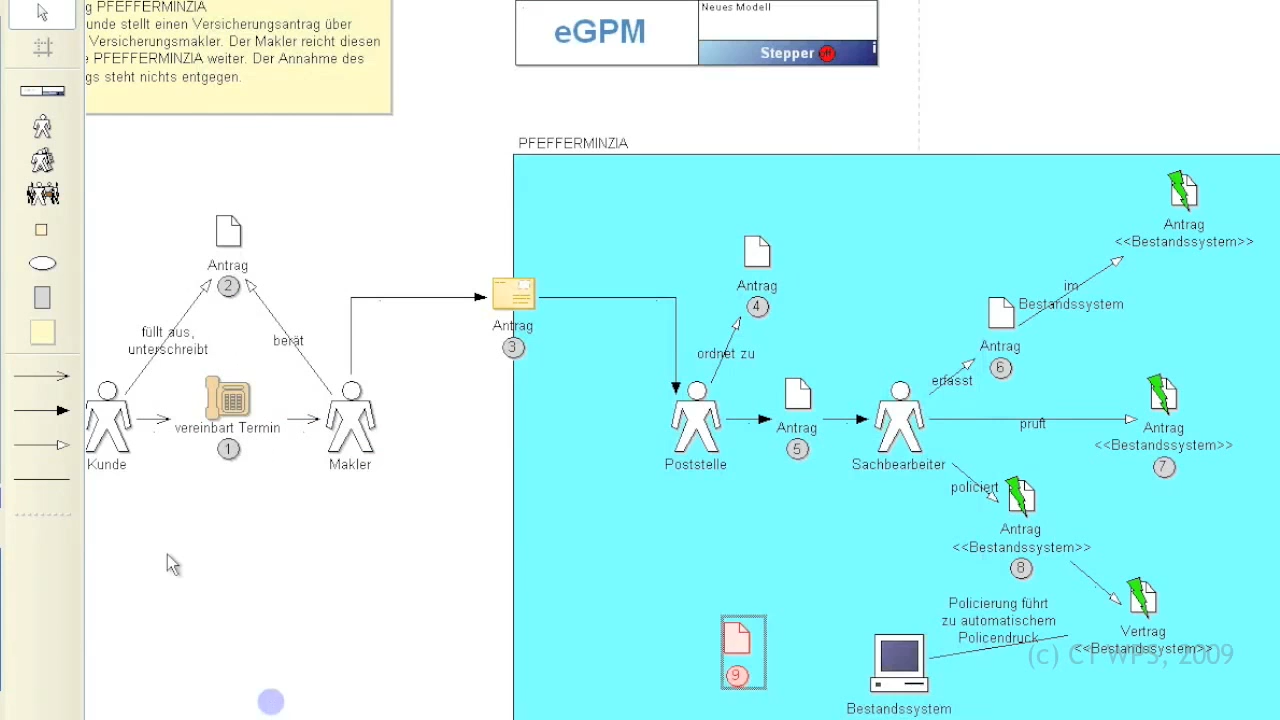 g PFEFFERMINZIA
unde stellt einen Versicherungsantrag über
Versicherungsmakler. Der Makler reicht diesen
e PFEFFERMINZIA weiter. Der Annahme des
gs steht nichts entgegen.
eGPM
Neues Modell
Stepper off
i
PFEFFERMINZIA
Antrag
<<Bestandssystem>>
Antrag
2
Antrag
4
im
Bestandssystem
füllt aus,
unterschreibt
berät
Antrag
3
ordnet zu
Antrag
6
erfasst
vereinbart Termin
1
Antrag
5
prüft
Antrag
<<Bestandssystem>>
7
Kunde
Makler
Poststelle
Sachbearbeiter
policiert
Antrag
<<Bestandssystem>>
8
Policierung führt
zu automatischem
Policendruck
Vertrag
<<Bestandssystem>>
9
Bestandssystem
(c) C1 WPS, 2009